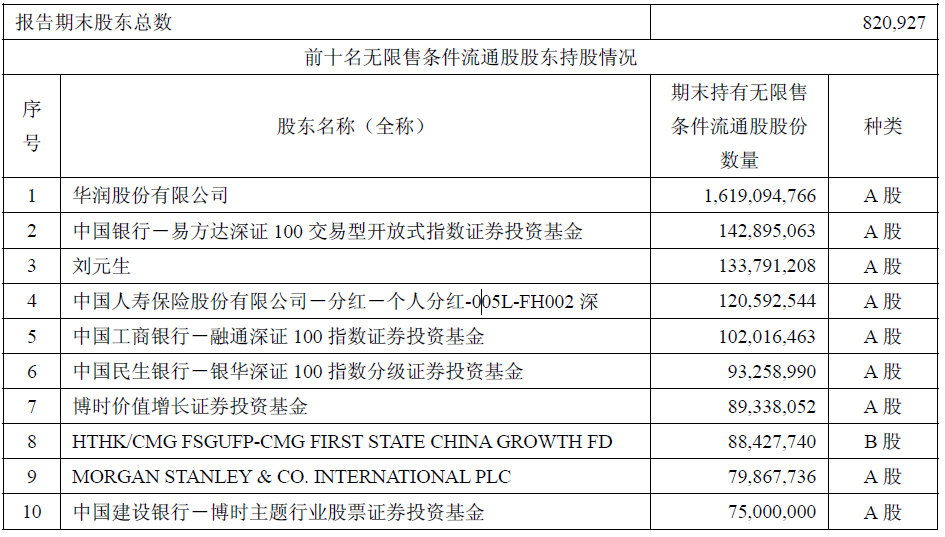 报告期末股东总数 820,927
前十名无限售条件流通股股东持股情况
序号 股东名称（全称） 期末持有无限售条件流通股股份数量 种类
1 华润股份有限公司 1,619,094,766 A 股
2 中国银行－易方达深证 100 交易型开放式指数证券投资基金 142,895,063 A 股
3 刘元生 133,791,208 A 股
4 中国人寿保险股份有限公司－分红－个人分红-005L-FH002 深 120,592,544 A 股
5 中国工商银行－融通深证 100 指数证券投资基金 102,016,463 A 股
6 中国民生银行－银华深证 100 指数分级证券投资基金 93,258,990 A 股
7 博时价值增长证券投资基金 89,338,052 A 股
8 HTHK/CMG FSGUFP-CMG FIRST STATE CHINA GROWTH FD 88,427,740 B 股
9 MORGAN STANLEY & CO. INTERNATIONAL PLC 79,867,736 A 股
10 中国建设银行－博时主题行业股票证券投资基金 75,000,000 A 股